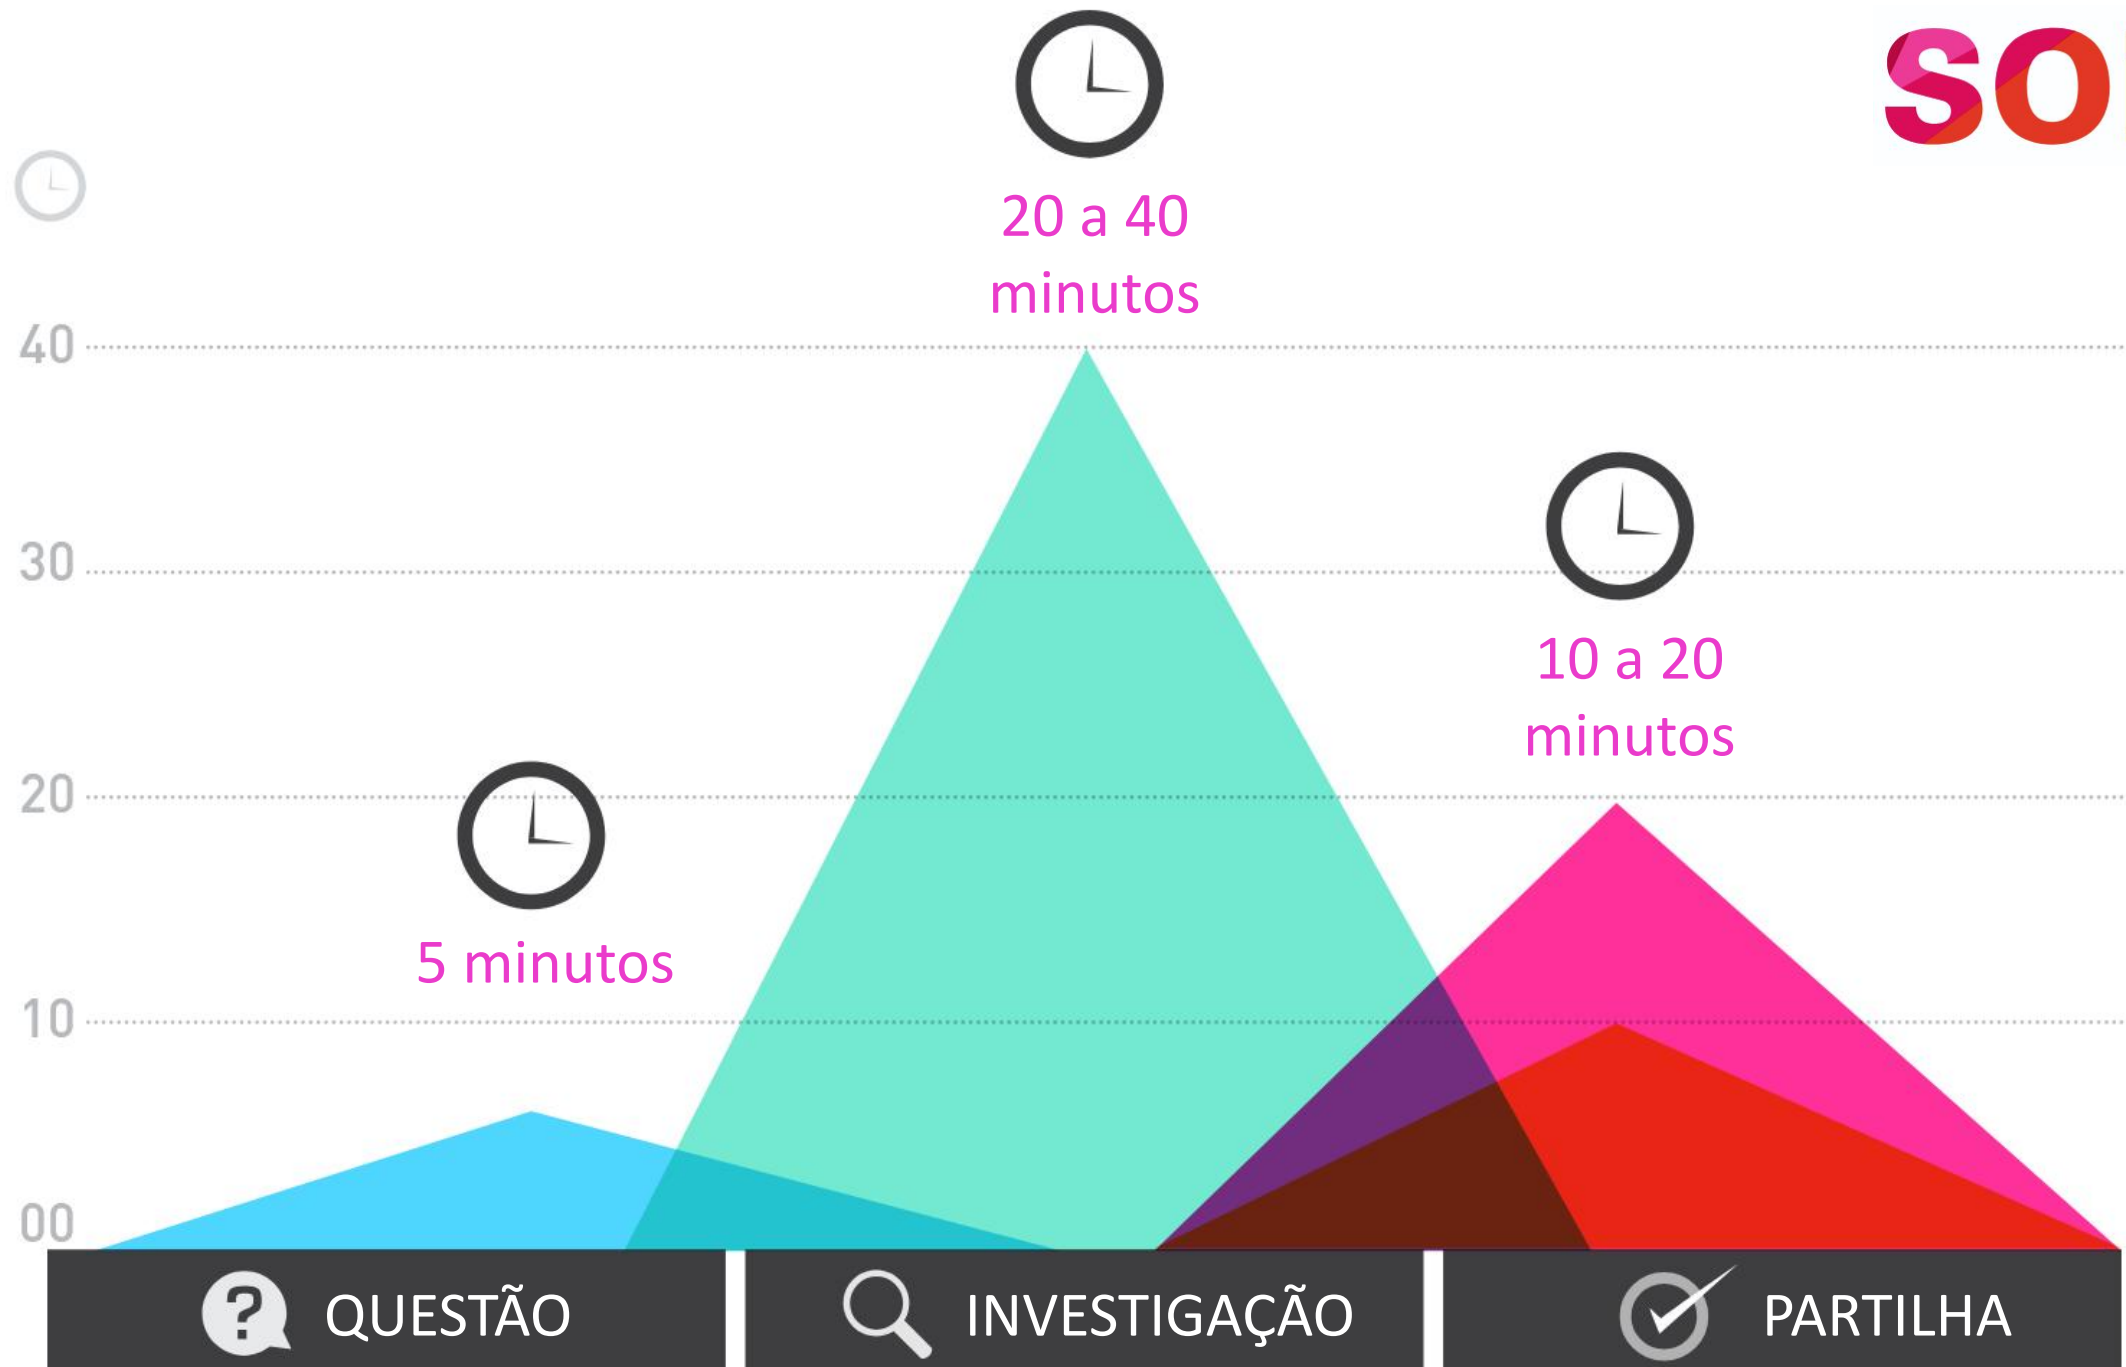 SO
20 a 40
minutos
40
30
10 a 20
minutos
20
5 minutos
10
00
? QUESTÃO
INVESTIGAÇÃO
PARTILHA